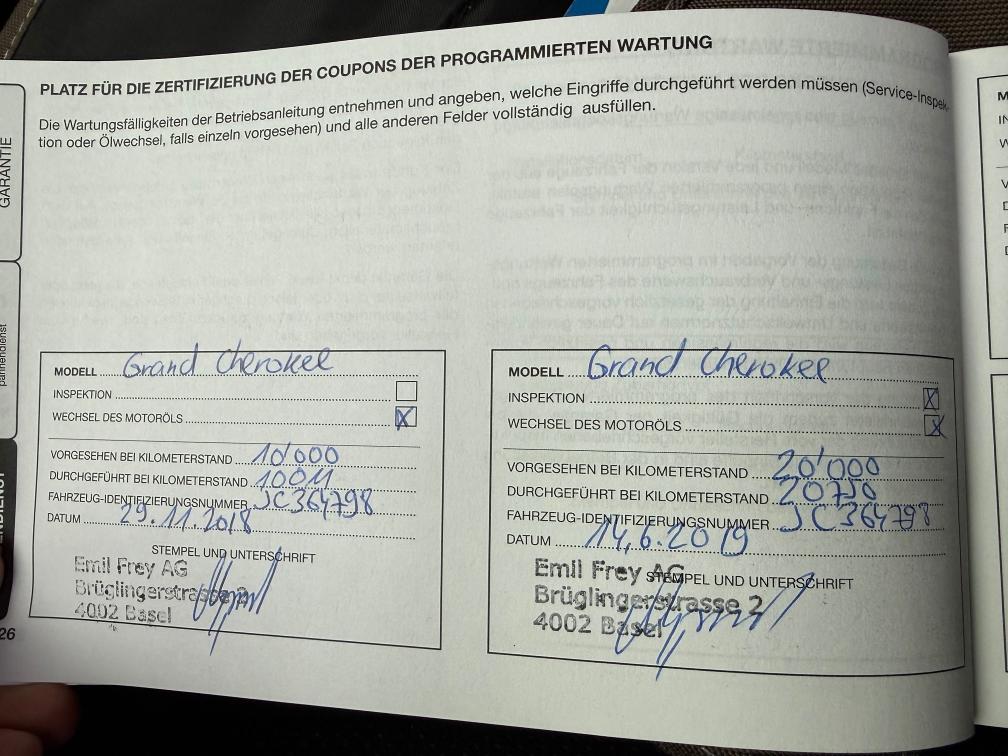 PLATZ FÜR DIE ZERTIFIZIERUNG DER COUPONS DER PROGRAMMIERTEN WARTUNG
Die Wartungsfälligkeiten der Betriebsanleitung entnehmen und angeben, welche Eingriffe durchgeführt werden müssen (Service-Inspek-
tion oder Ölwechsel, falls einzeln vorgesehen) und alle anderen Felder vollständig ausfüllen.
GARANTIE
pannendienst
26
MODELL Grand Cherokee
INSPEKTION
WECHSEL DES MOTORÖLS X
VORGESEHEN BEI KILOMETERSTAND 10'000
DURCHGEFÜHRT BEI KILOMETERSTAND 10011
FAHRZEUG-IDENTIFIZIERUNGSNUMMER JC364798
DATUM 29.11.2018
STEMPEL UND UNTERSCHRIFT
Emil Frey AG
Brüglingerstrasse 2
4002 Basel
MODELL Grand Cherokee
INSPEKTION X
WECHSEL DES MOTORÖLS X
VORGESEHEN BEI KILOMETERSTAND 20'000
DURCHGEFÜHRT BEI KILOMETERSTAND
FAHRZEUG-IDENTIFIZIERUNGSNUMMER JC364798
DATUM 14.6.2019
STEMPEL UND UNTERSCHRIFT
Emil Frey AG
Brüglingerstrasse 2
4002 Basel